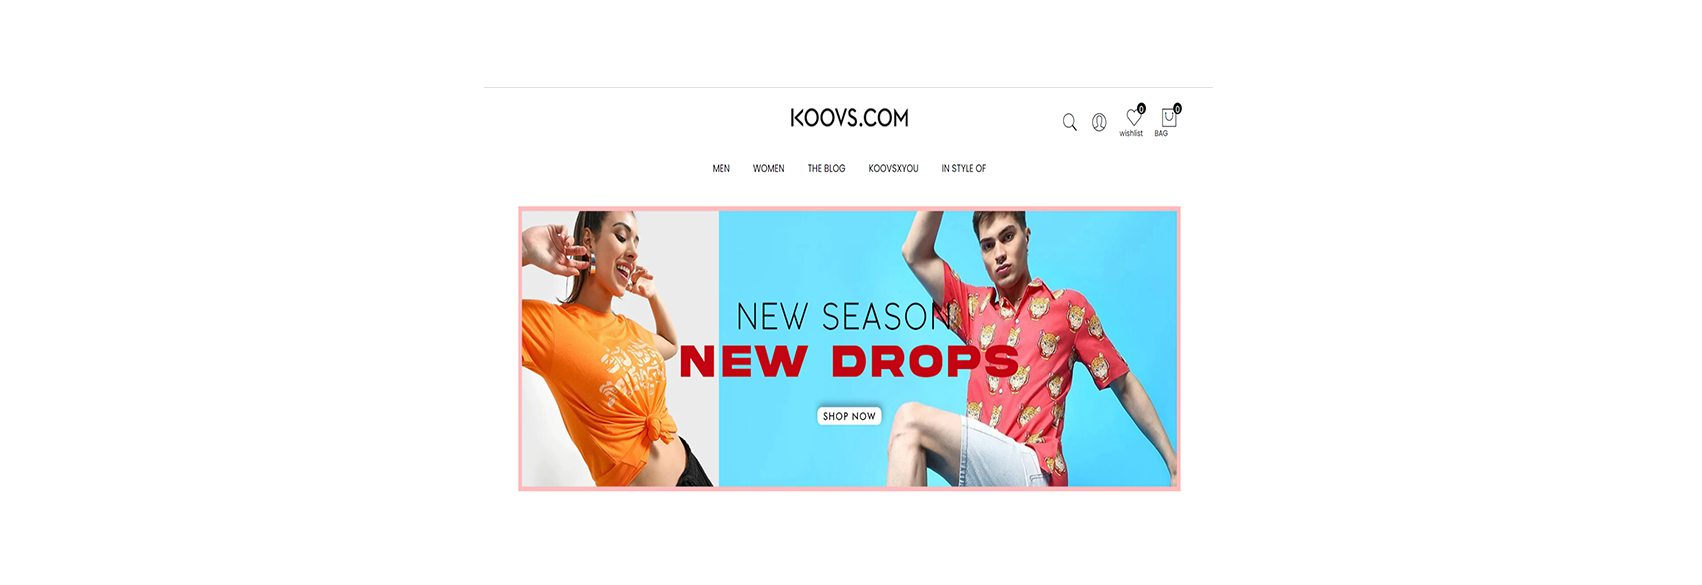 KOOVS.COM
0
0
wishlist
BAG
MEN WOMEN THE BLOG KOOVSXYOU IN STYLE OF
NEW SEASON
NEW DROPS
SHOP NOW